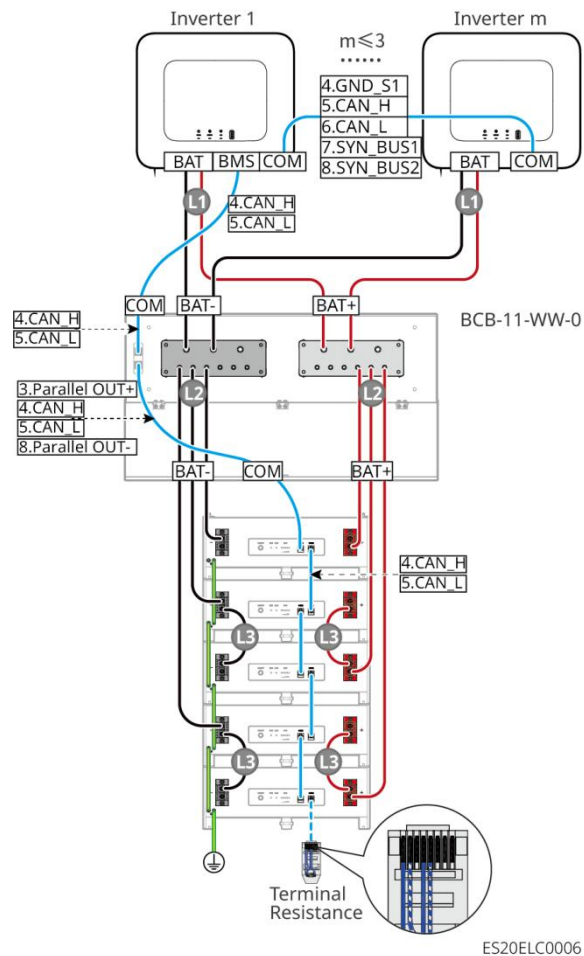 Inverter 1
Inverter m
m≤3
......
4.GND_S1
5.CAN_H
6.CAN_L
7.SYN_BUS1
8.SYN_BUS2
BAT BMS COM
BAT COM
L1
4.CAN_H
5.CAN_L
L1
COM BAT- BAT+
BCB-11-WW-0
4.CAN_H
5.CAN_L
L2
L2
3.Parallel OUT+
4.CAN_H
5.CAN_L
8.Parallel OUT-
BAT- COM BAT+
4.CAN_H
5.CAN_L
L3
L3
L3
L3
Terminal
Resistance
ES20ELC0006